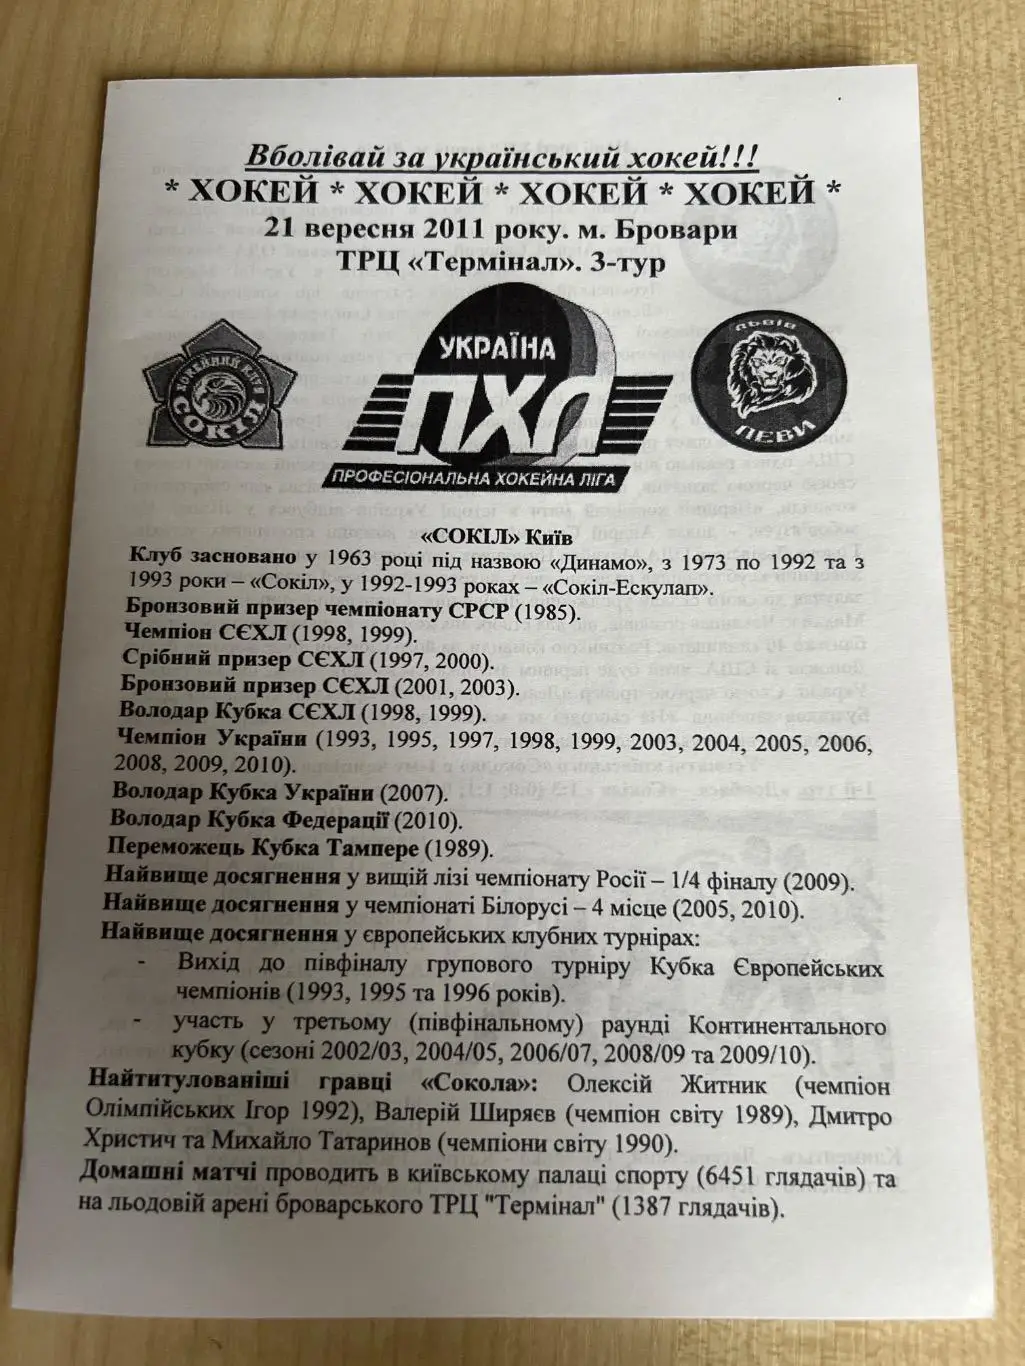 Вболівай за український хокей!!!
* ХОКЕЙ * ХОКЕЙ * ХОКЕЙ * ХОКЕЙ *
21 вересня 2011 року. м. Бровари
ТРЦ «Термінал». 3-тур
ХОКЕЙНИЙ КЛУБ
СОКІЛ
УКРАЇНА
ПХЛ
ПРОФЕСІОНАЛЬНА ХОКЕЙНА ЛІГА
ЛЬВІВ
ЛЕВИ
«СОКІЛ» Київ
Клуб засновано у 1963 році під назвою «Динамо», з 1973 по 1992 та з
1993 роки – «Сокіл», у 1992-1993 роках – «Сокіл-Ескулап».
Бронзовий призер чемпіонату СРСР (1985).
Чемпіон СЄХЛ (1998, 1999).
Срібний призер СЄХЛ (1997, 2000).
Бронзовий призер СЄХЛ (2001, 2003).
Володар Кубка СЄХЛ (1998, 1999).
Чемпіон України (1993, 1995, 1997, 1998, 1999, 2003, 2004, 2005, 2006,
2008, 2009, 2010).
Володар Кубка України (2007).
Володар Кубка Федерації (2010).
Переможець Кубка Тампере (1989).
Найвище досягнення у вищій лізі чемпіонату Росії – 1/4 фіналу (2009).
Найвище досягнення у чемпіонаті Білорусі – 4 місце (2005, 2010).
Найвище досягнення у європейських клубних турнірах:
- Вихід до півфіналу групового турніру Кубка Європейських
чемпіонів (1993, 1995 та 1996 років).
- участь у третьому (півфінальному) раунді Континентального
кубку (сезоні 2002/03, 2004/05, 2006/07, 2008/09 та 2009/10).
Найтитулованіші гравці «Сокола»: Олексій Житник (чемпіон
Олімпійських Ігор 1992), Валерій Ширяєв (чемпіон світу 1989), Дмитро
Христич та Михайло Татаринов (чемпіони світу 1990).
Домашні матчі проводить в київському палаці спорту (6451 глядачів) та
на льодовій арені броварського ТРЦ "Термінал" (1387 глядачів).